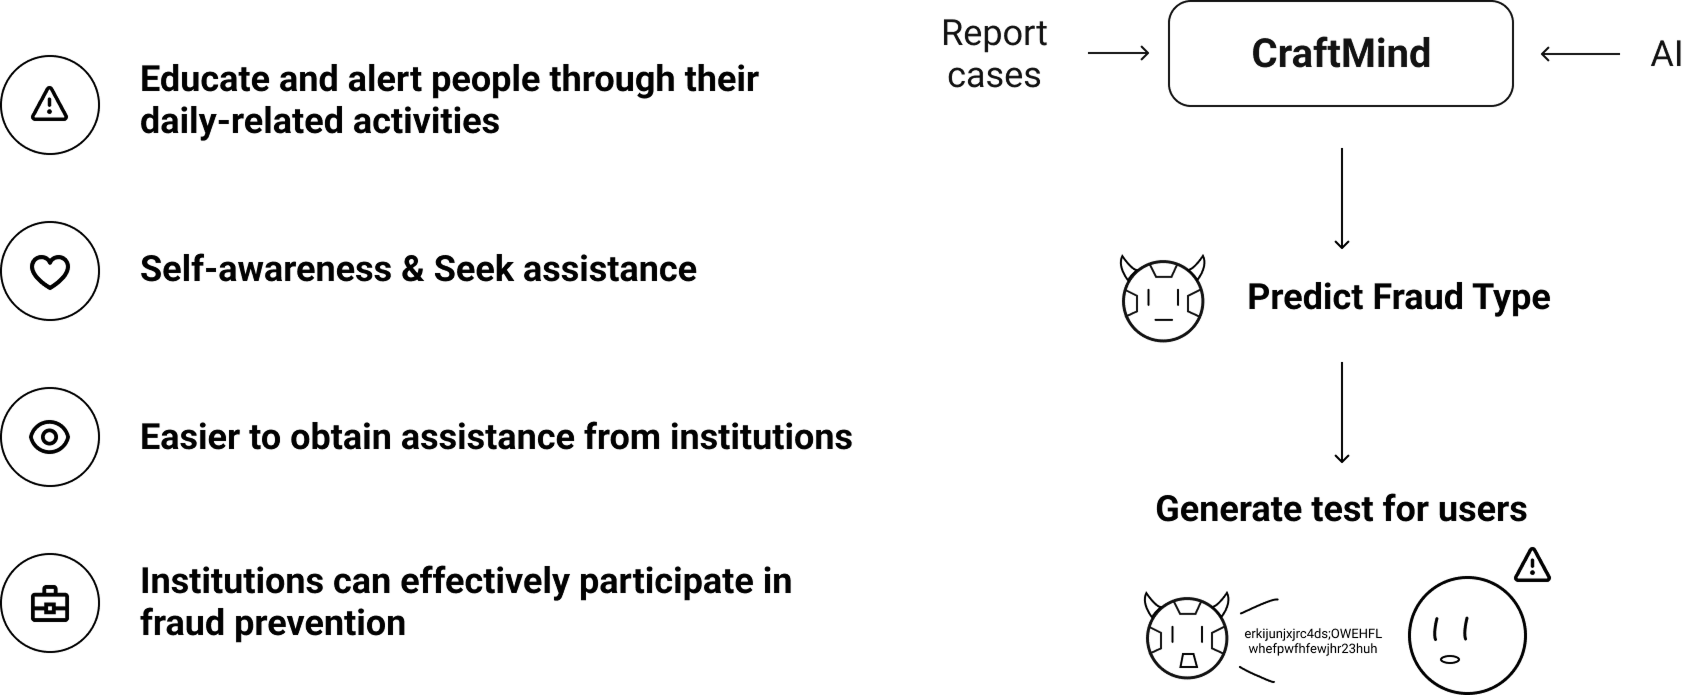 Educate and alert people through their
daily-related activities
Self-awareness & Seek assistance
Easier to obtain assistance from institutions
Institutions can effectively participate in
fraud prevention
Report
cases
CraftMind
AI
Predict Fraud Type
Generate test for users
erkijunjxjrc4ds;OWEHFL
whefpwfhfewjhr23huh